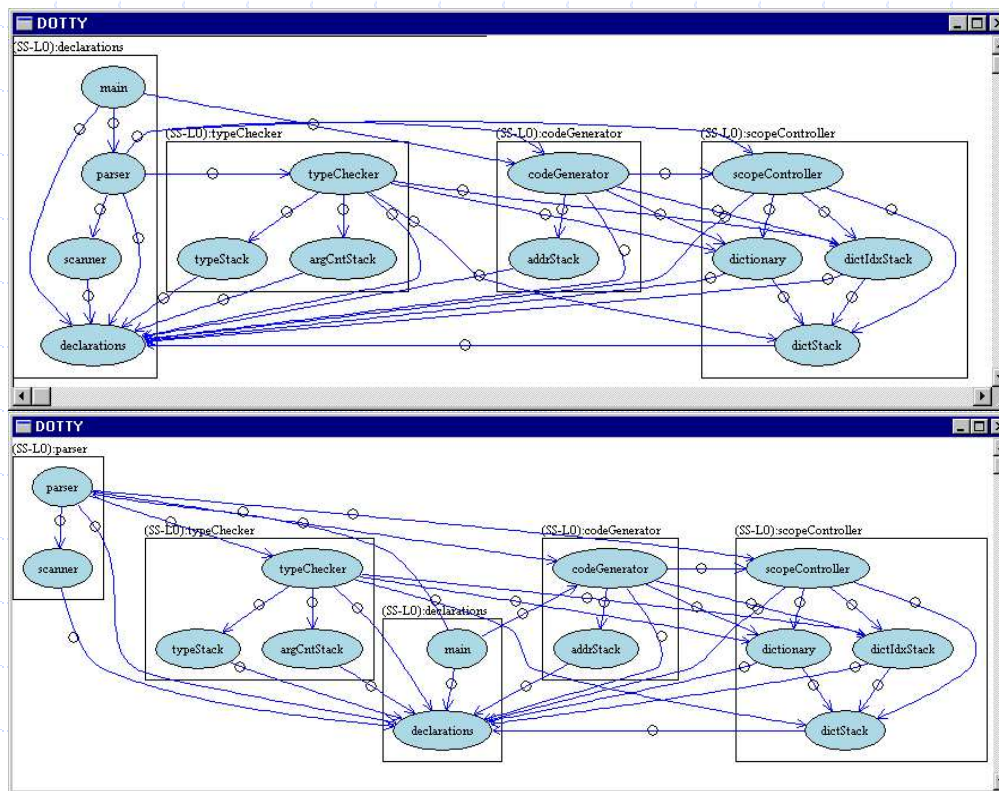 DOTTY
(SS-L0):declarations
main
(SS-L0):typeChecker
(SS-L0):codeGenerator
(SS-L0):scopeController
parser
typeChecker
codeGenerator
scopeController
scanner
typeStack
argCntStack
addrStack
dictionary
dictIdxStack
declarations
dictStack
DOTTY
(SS-L0):parser
parser
(SS-L0):typeChecker
(SS-L0):codeGenerator
(SS-L0):scopeController
scanner
typeChecker
codeGenerator
scopeController
(SS-L0):declarations
typeStack
argCntStack
main
addrStack
dictionary
dictIdxStack
declarations
dictStack